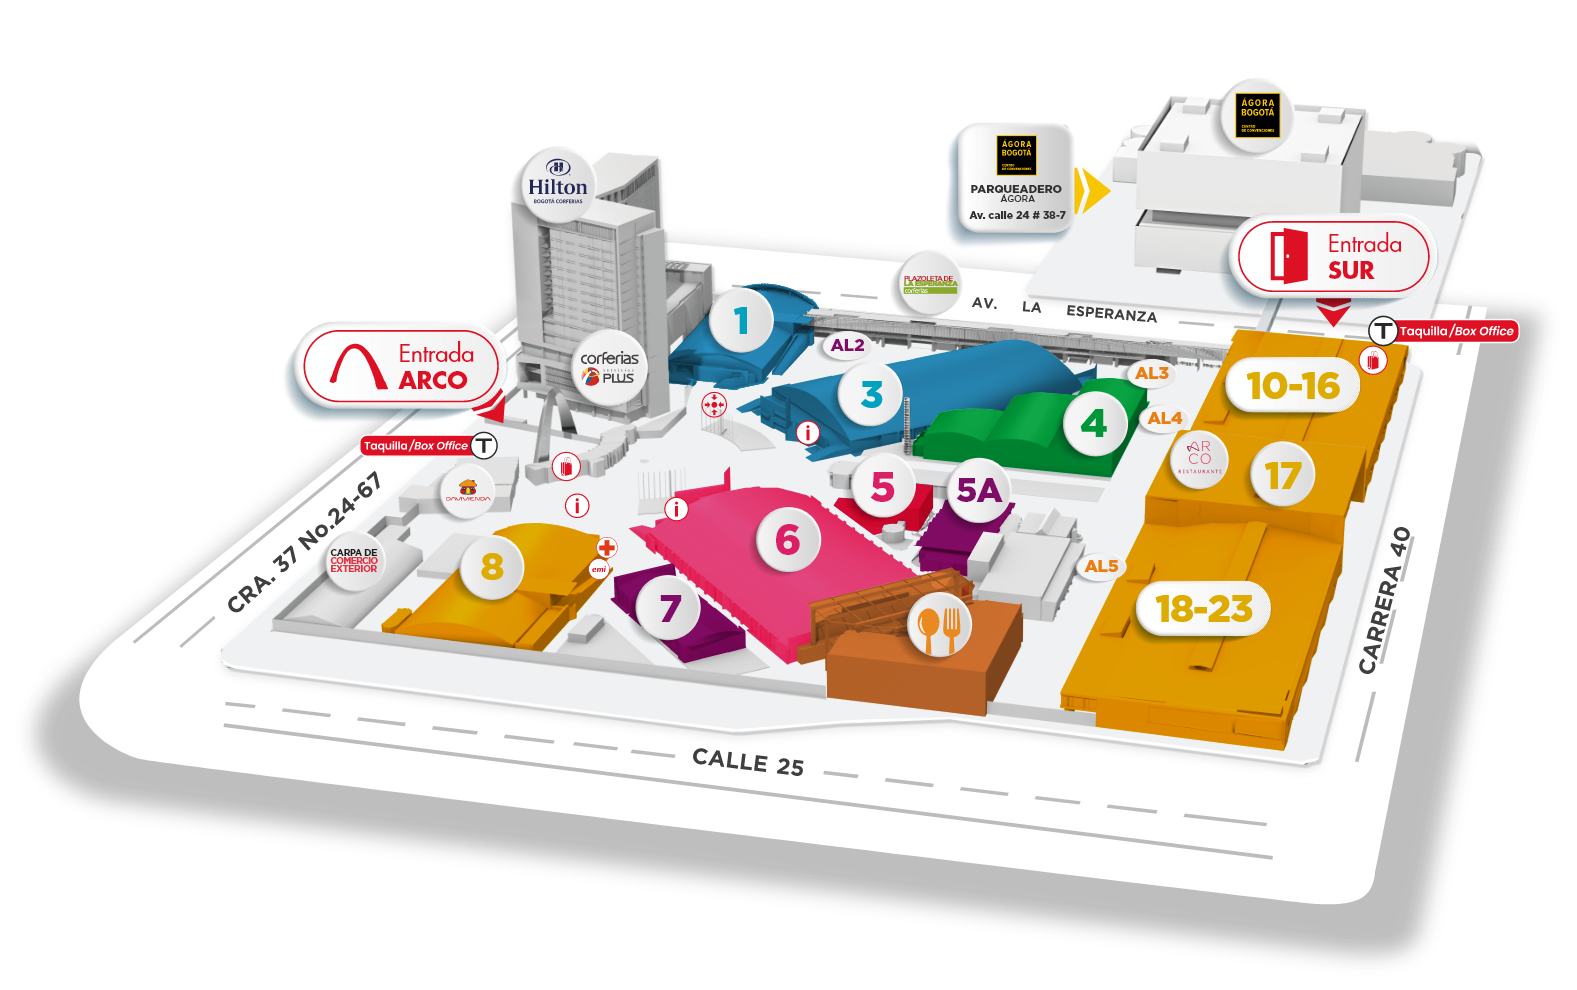 ÁGORA
BOGOTÁ
CENTRO
DE CONVENCIONES
ÁGORA
BOGOTÁ
CENTRO
DE CONVENCIONES
PARQUEADERO
ÁGORA
Av. calle 24 # 38-7
Hilton
BOGOTÁ CORFERIAS
Entrada
SUR
PLAZOLETA DE
LA ESPERANZA
corferias
AV. LA ESPERANZA
T Taquilla/Box Office
1
AL2
Entrada
ARCO
corferias
SERVICIOS
PLUS
3
AL3
10-16
4
AL4
i
Taquilla/Box Office T
ARCO
RESTAURANTE
17
5
5A
DAVIVIENDA
i
i
CRA. 37 No.24-67
6
CARPA DE
COMERCIO
EXTERIOR
8
emi
AL5
7
18-23
CARRERA 40
CALLE 25